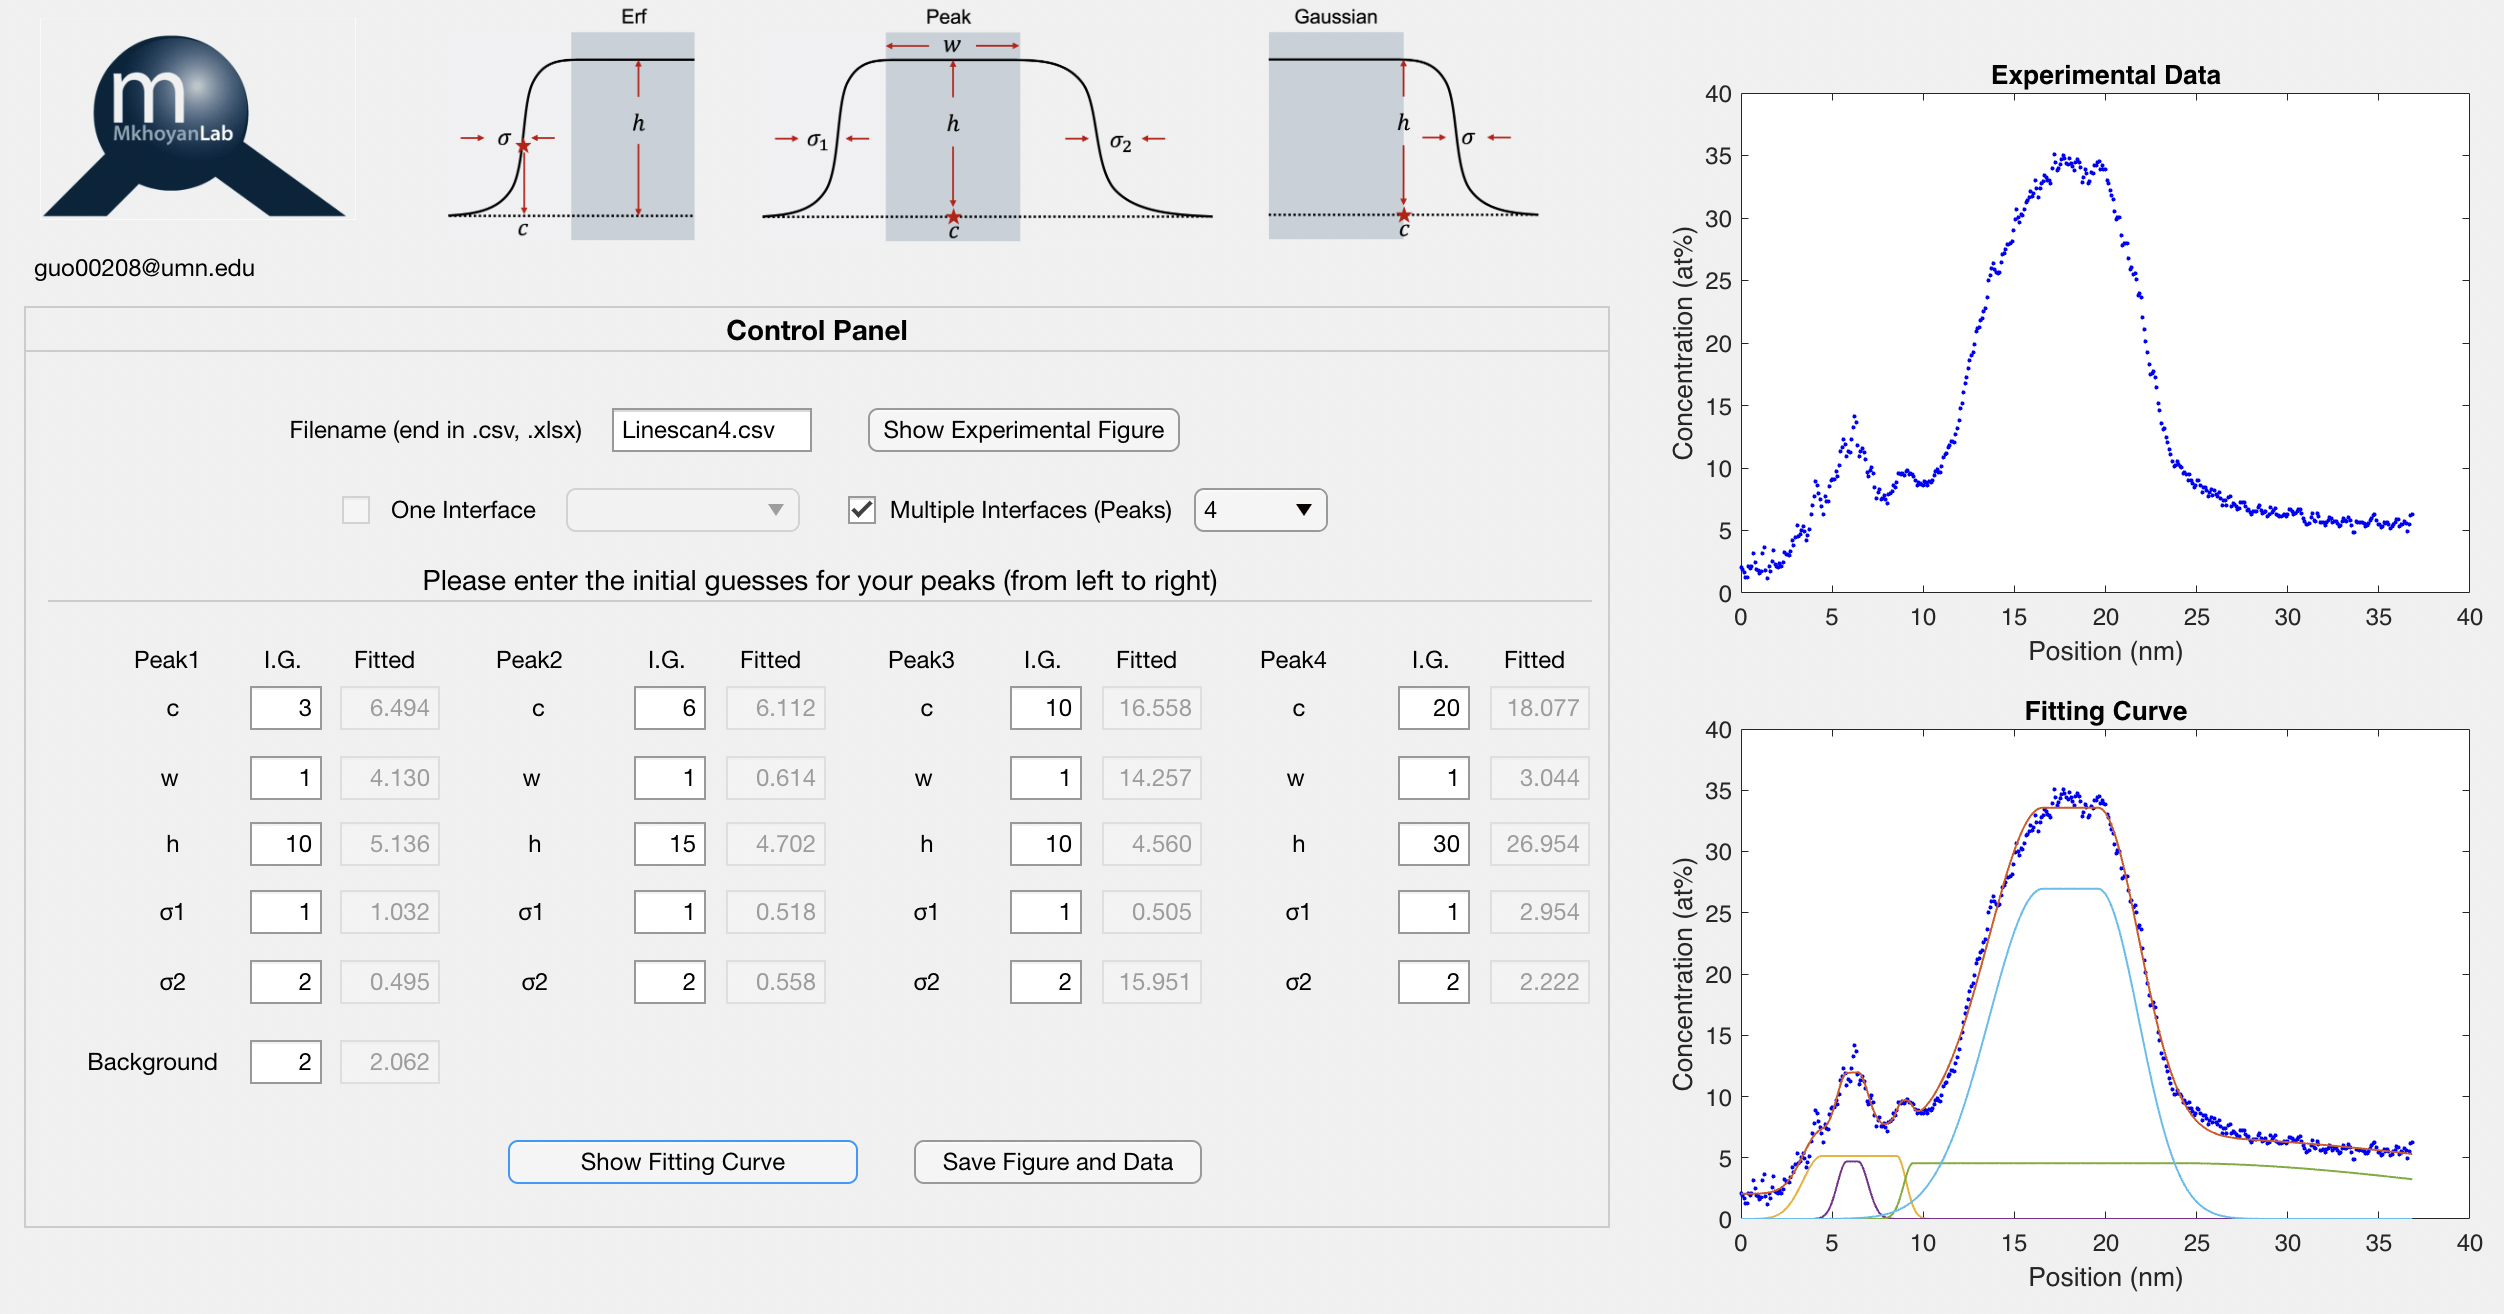 Erf
Peak
Gaussian
m
MkhoyanLab
σ
h
c
w
σ1
h
σ2
c
h
σ
c
guo00208@umn.edu
Control Panel
Filename (end in .csv, .xlsx) Linescan4.csv Show Experimental Figure
One Interface Multiple Interfaces (Peaks) 4
Please enter the initial guesses for your peaks (from left to right)
Peak1 I.G. Fitted Peak2 I.G. Fitted Peak3 I.G. Fitted Peak4 I.G. Fitted
c 3 6.494 c 6 6.112 c 10 16.558 c 20 18.077
w 1 4.130 w 1 0.614 w 1 14.257 w 1 3.044
h 10 5.136 h 15 4.702 h 10 4.560 h 30 26.954
σ1 1 1.032 σ1 1 0.518 σ1 1 0.505 σ1 1 2.954
σ2 2 0.495 σ2 2 0.558 σ2 2 15.951 σ2 2 2.222
Background 2 2.062
Show Fitting Curve Save Figure and Data
Experimental Data
Concentration (at%)
40
35
30
25
20
15
10
5
0
0 5 10 15 20 25 30 35 40
Position (nm)
Fitting Curve
Concentration (at%)
40
35
30
25
20
15
10
5
0
0 5 10 15 20 25 30 35 40
Position (nm)